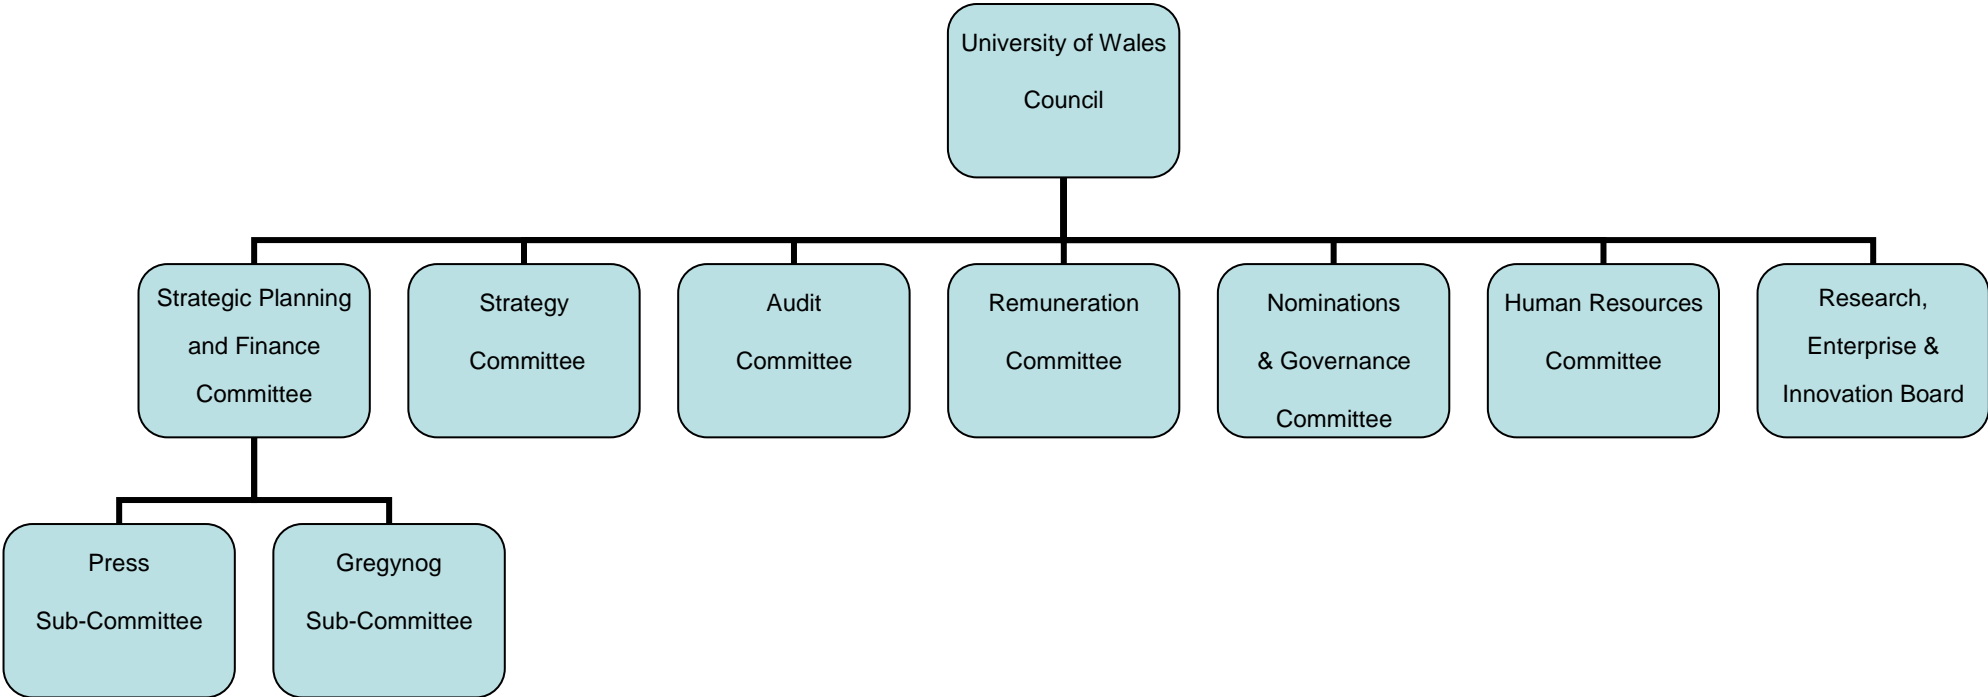 University of Wales
Council
Strategic Planning
and Finance
Committee
Strategy
Committee
Audit
Committee
Remuneration
Committee
Nominations
& Governance
Committee
Human Resources
Committee
Research,
Enterprise &
Innovation Board
Press
Sub-Committee
Gregynog
Sub-Committee